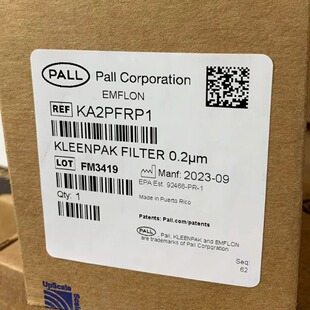 PALL Pall Corporation
EMFLON
REF KA2PFRP1
KLEENPAK FILTER 0.2µm
LOT FM3419 Manf: 2023-09
EPA Est. 92466-PR-1
Qty: 1
Made in Puerto Rico
Patents: Pall.com/patents
PALL, Pall, KLEENPAK and EMFLON
are trademarks of Pall Corporation
Seq:
62
UpScale